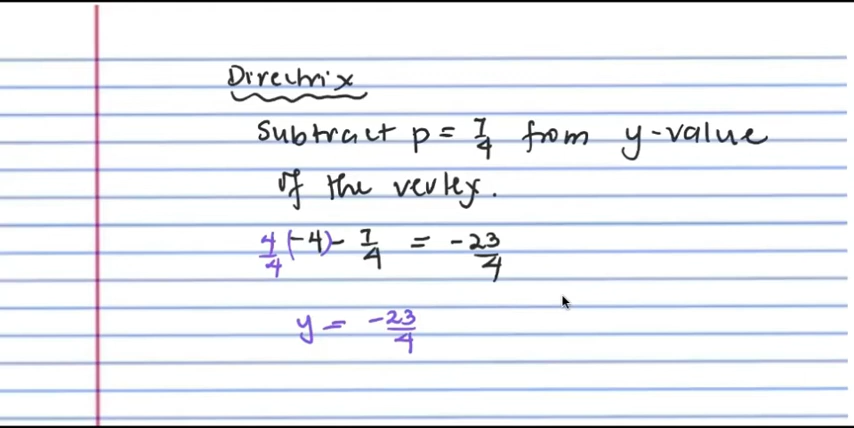 Directrix
Subtract p = 7/4 from y-value
of the vertex.
4/4(-4) - 7/4 = -23/4
y = -23/4